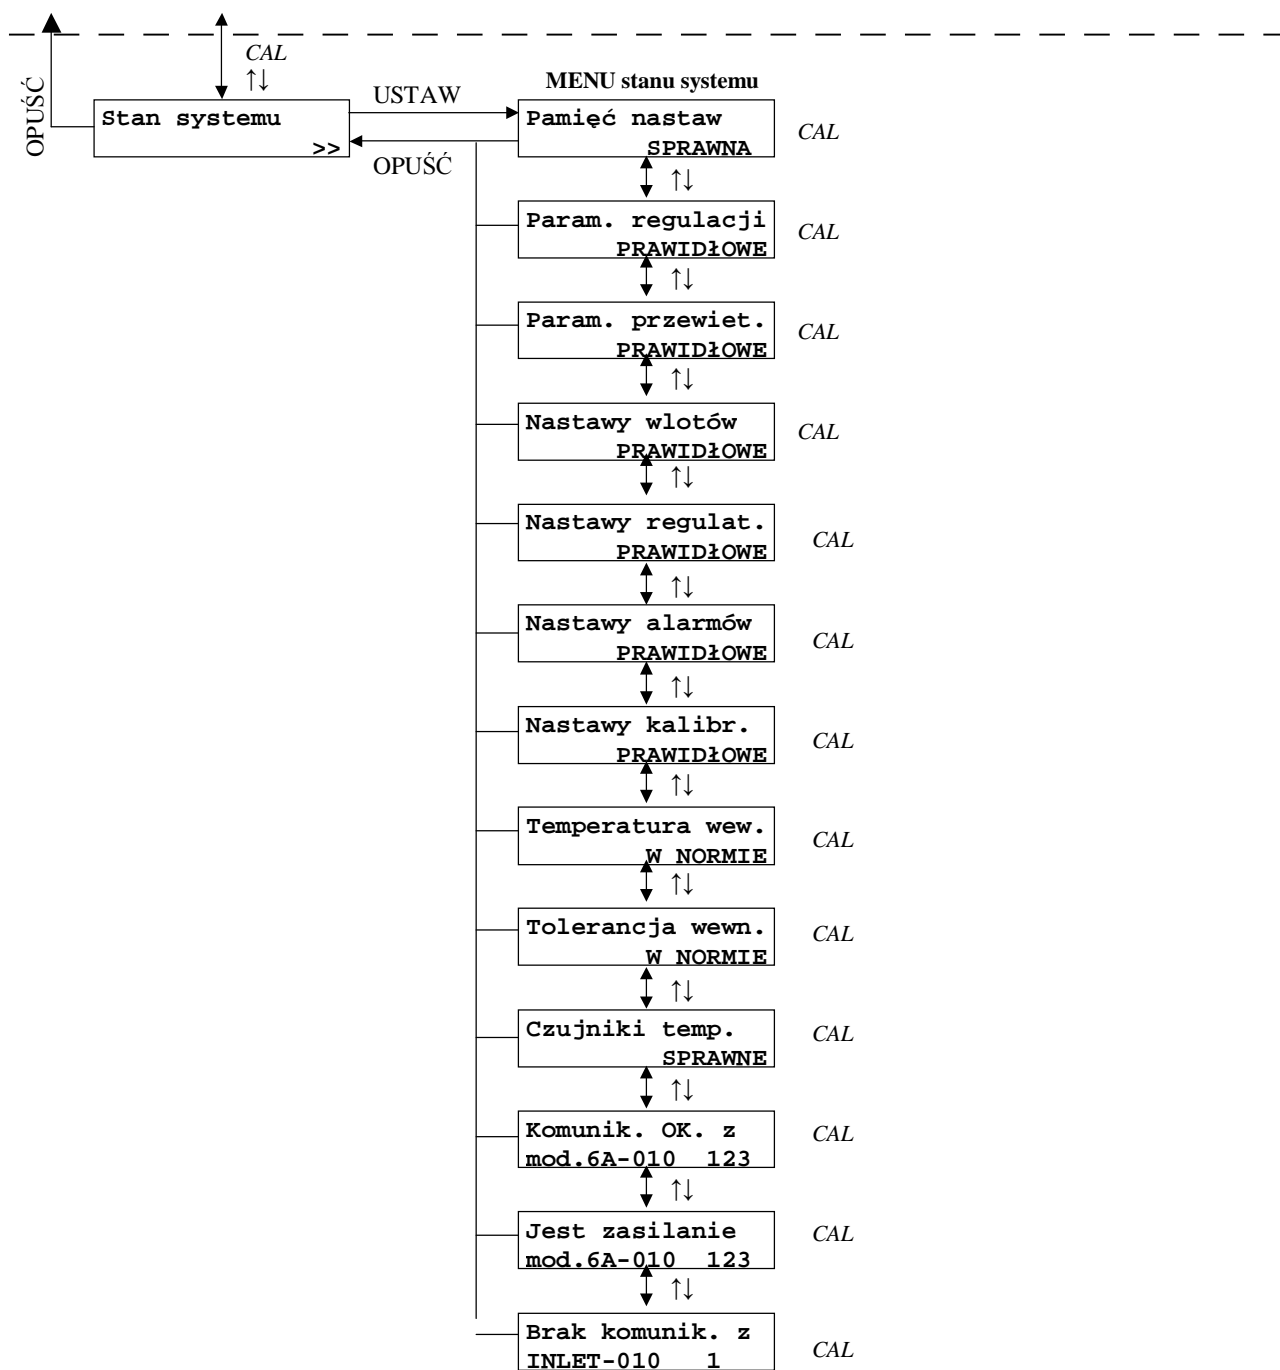 CAL
↑↓
OPUŚĆ
MENU stanu systemu
Stan systemu
>>
USTAW
OPUŚĆ
Pamięć nastaw
SPRAWNA
CAL
↑↓
Param. regulacji
PRAWIDłOWE
CAL
↑↓
Param. przewiet.
PRAWIDłOWE
CAL
↑↓
Nastawy wlotów
PRAWIDłOWE
CAL
↑↓
Nastawy regulat.
PRAWIDłOWE
CAL
↑↓
Nastawy alarmów
PRAWIDłOWE
CAL
↑↓
Nastawy kalibr.
PRAWIDłOWE
CAL
↑↓
Temperatura wew.
W NORMIE
CAL
↑↓
Tolerancja wewn.
W NORMIE
CAL
↑↓
Czujniki temp.
SPRAWNE
CAL
↑↓
Komunik. OK. z
mod.6A-010 123
CAL
↑↓
Jest zasilanie
mod.6A-010 123
CAL
↑↓
Brak komunik. z
INLET-010 1
CAL